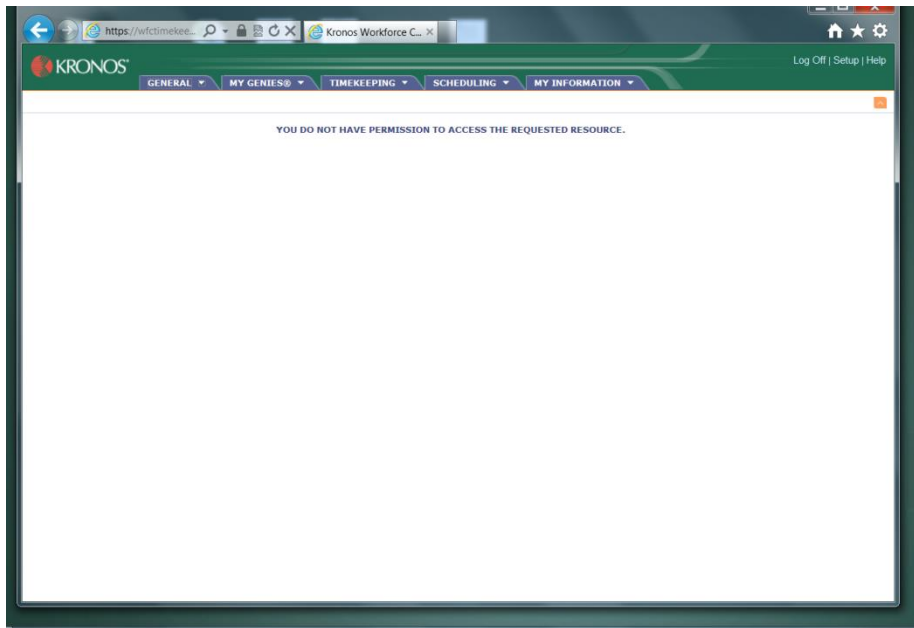 https://wfctimekee...
Kronos Workforce C...
KRONOS
Log Off | Setup | Help
GENERAL MY GENIES® TIMEKEEPING SCHEDULING MY INFORMATION
YOU DO NOT HAVE PERMISSION TO ACCESS THE REQUESTED RESOURCE.